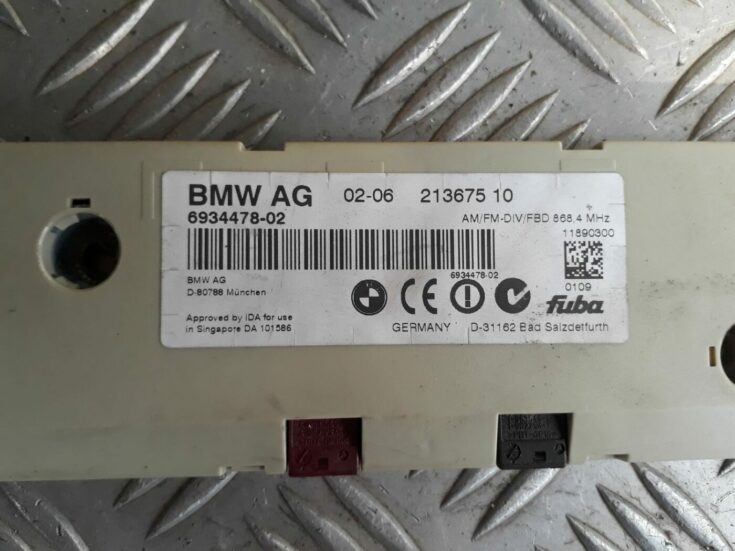 BMW AG 02-06 213675 10
6934478-02 AM/FM-DIV/FBD 868.4 MHz
11890300
6934478-02
BMW AG
D-80788 München
0109
CE fuba
Approved by IDA for use
in Singapore DA 101586
GERMANY D-31162 Bad Salzdetfurth